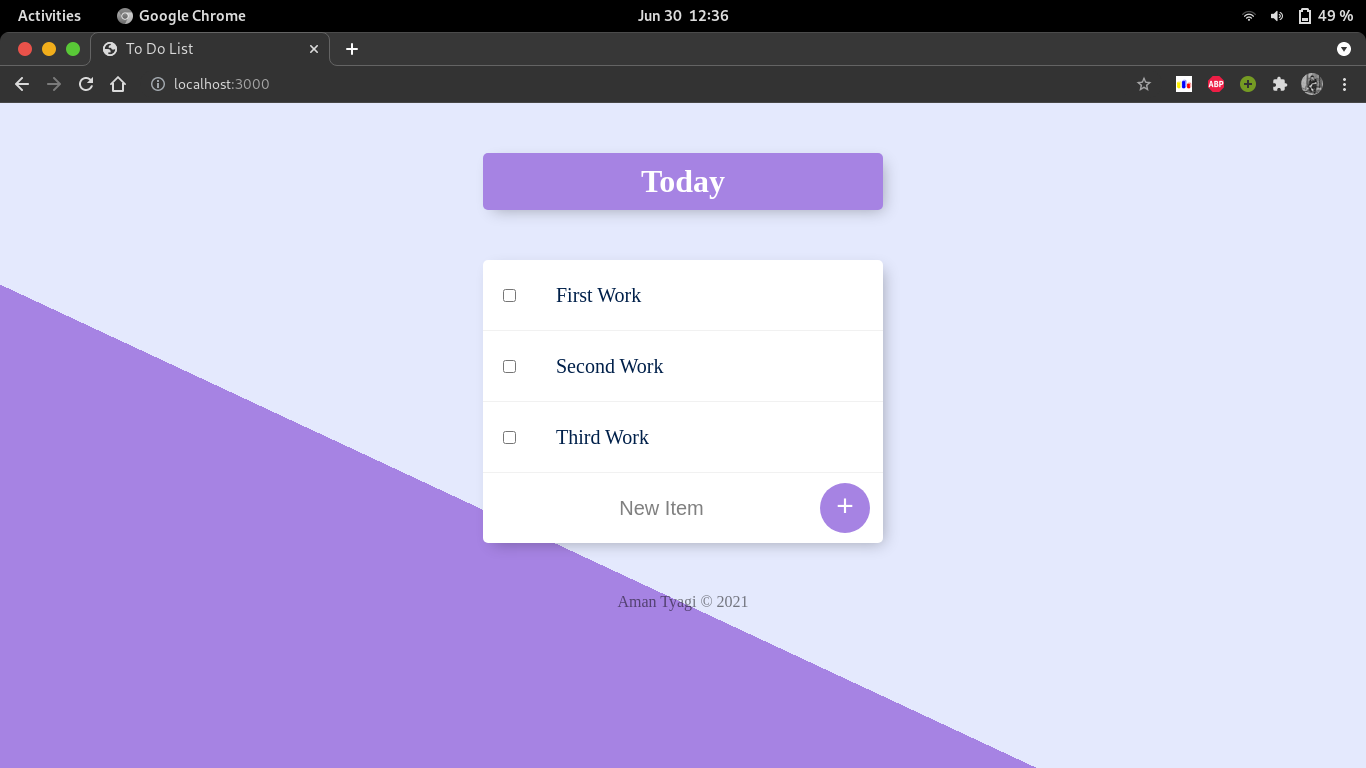 Activities Google Chrome Jun 30 12:36 49 %
To Do List
localhost:3000
ABP
Today
First Work
Second Work
Third Work
New Item +
Aman Tyagi © 2021